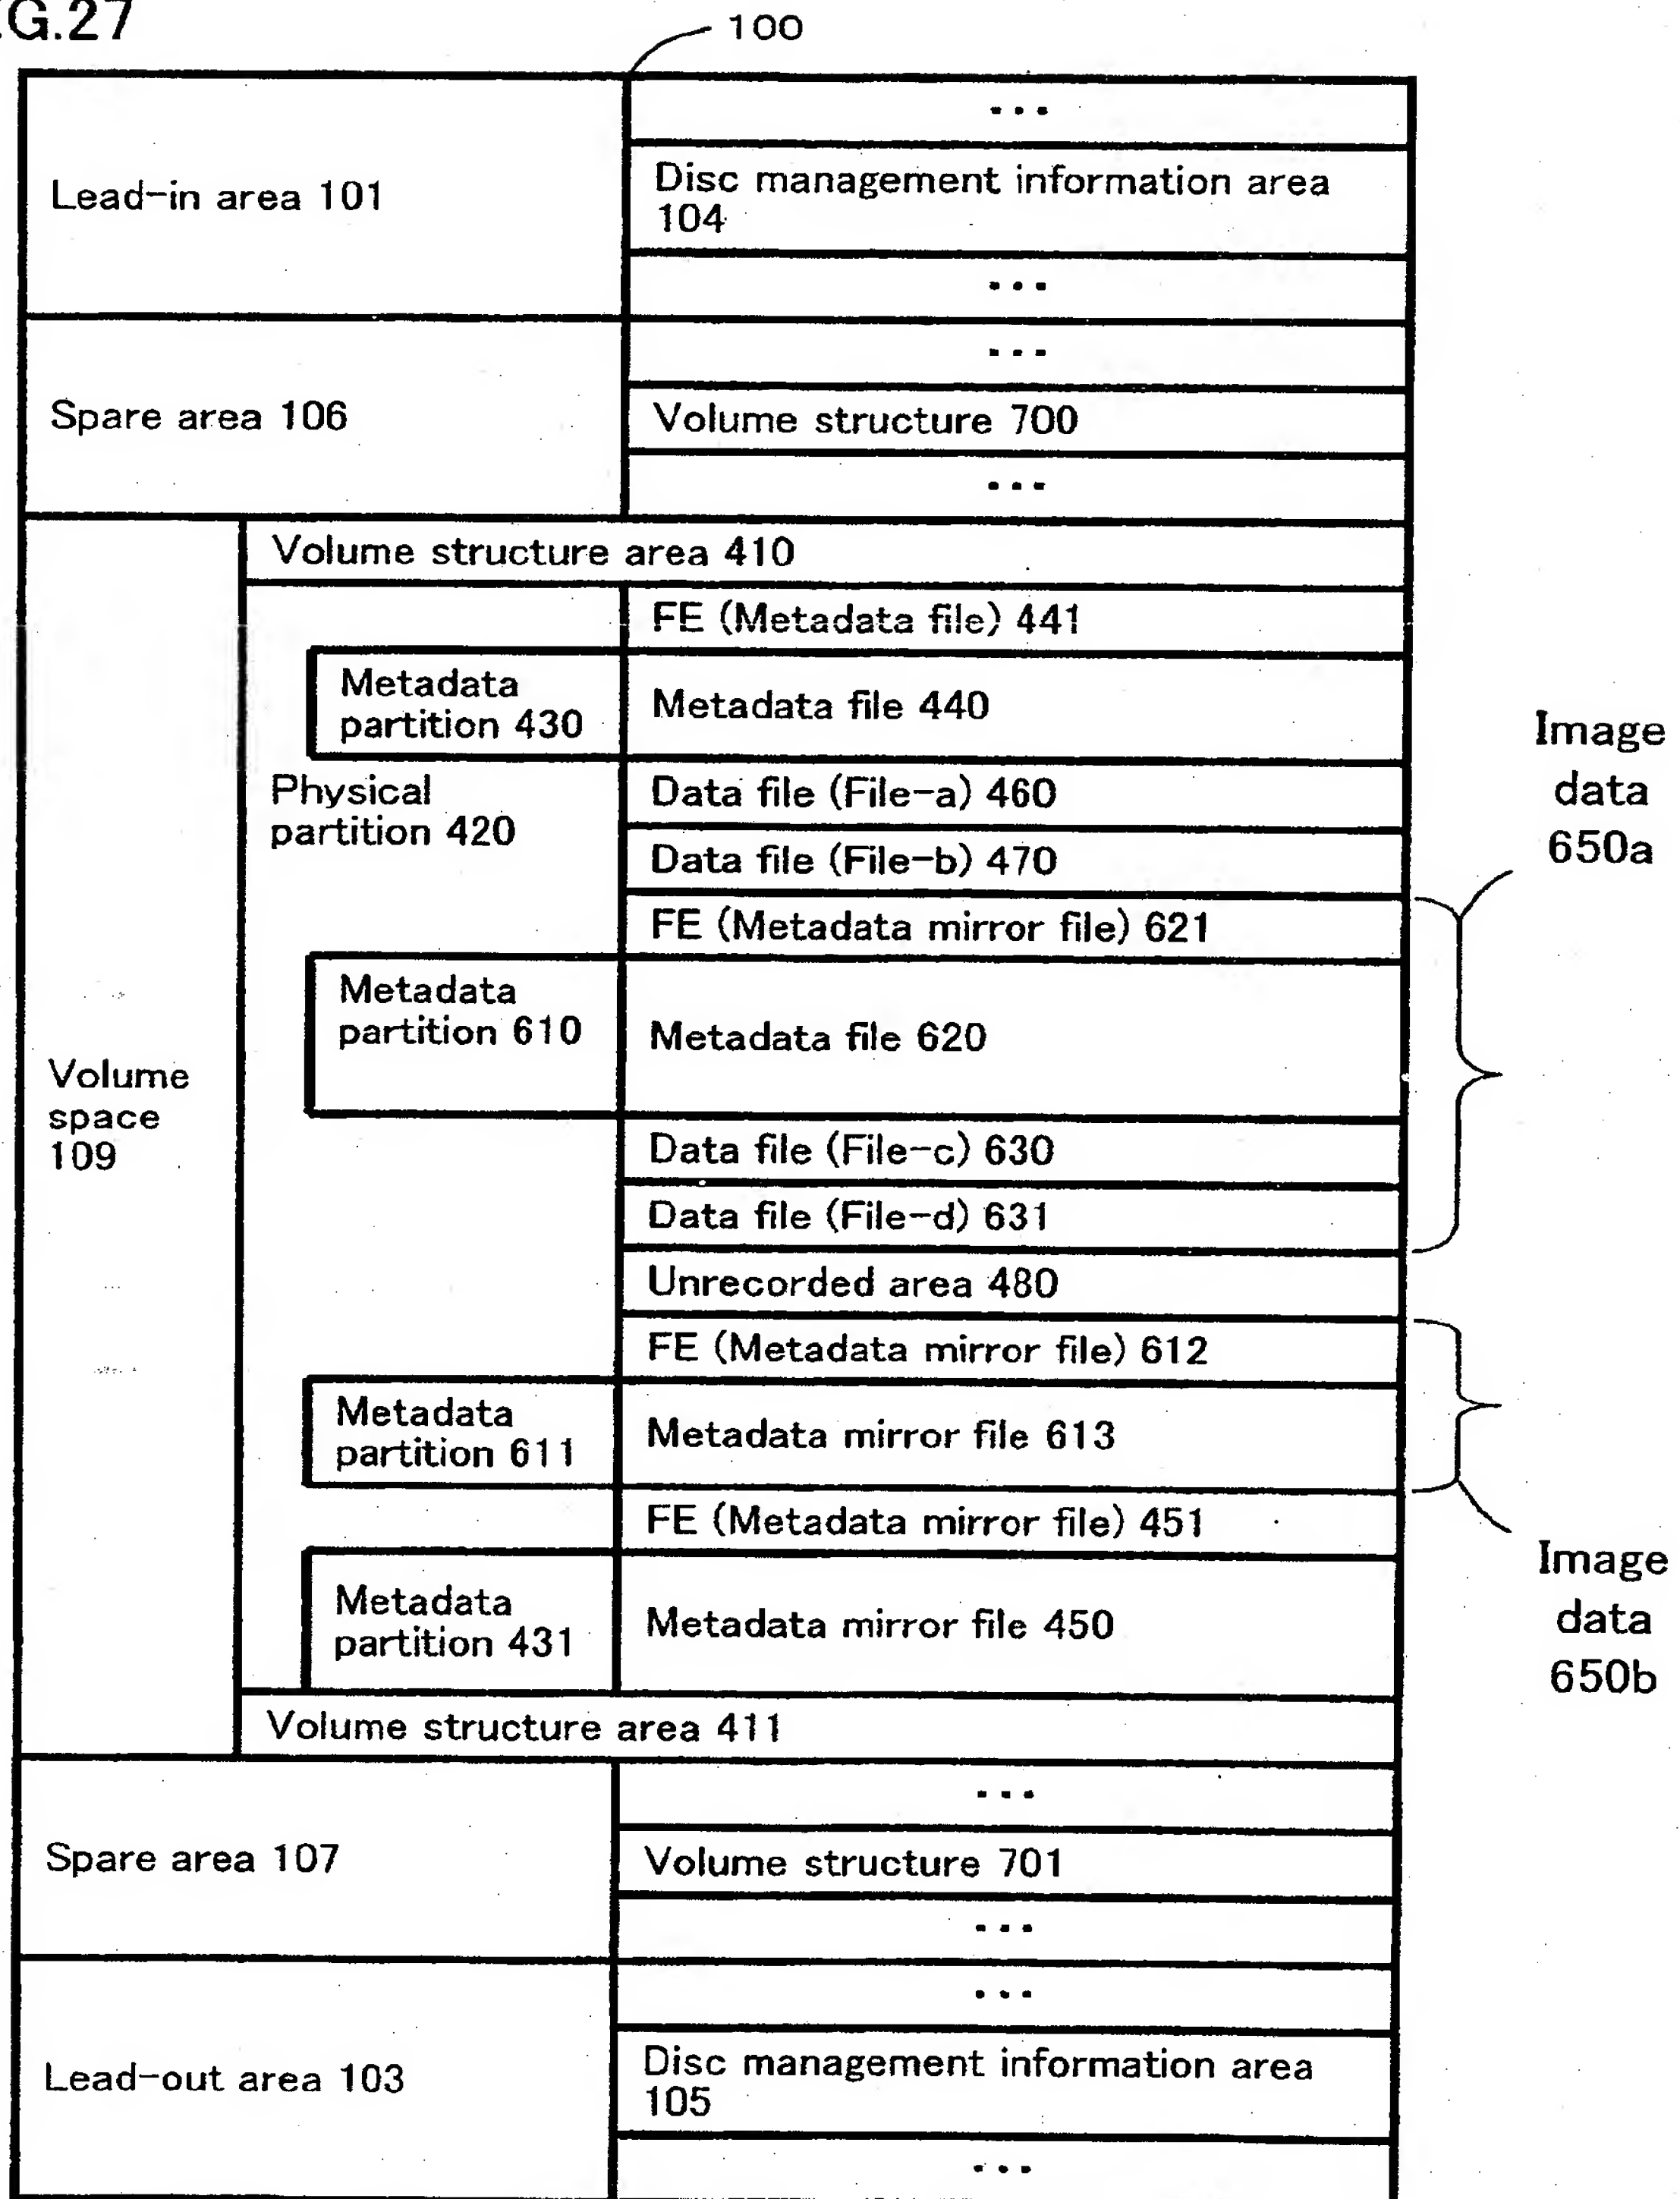 G.27
100
...
Lead-in area 101
Disc management information area
104
...
...
Spare area 106
Volume structure 700
...
Volume structure area 410
FE (Metadata file) 441
Metadata
partition 430
Metadata file 440
Physical
partition 420
Data file (File-a) 460
Data file (File-b) 470
Image
data
650a
FE (Metadata mirror file) 621
Metadata
partition 610
Metadata file 620
Volume
space
109
Data file (File-c) 630
Data file (File-d) 631
Unrecorded area 480
FE (Metadata mirror file) 612
Metadata
partition 611
Metadata mirror file 613
FE (Metadata mirror file) 451
Metadata
partition 431
Metadata mirror file 450
Image
data
650b
Volume structure area 411
...
Spare area 107
Volume structure 701
...
...
Lead-out area 103
Disc management information area
105
...